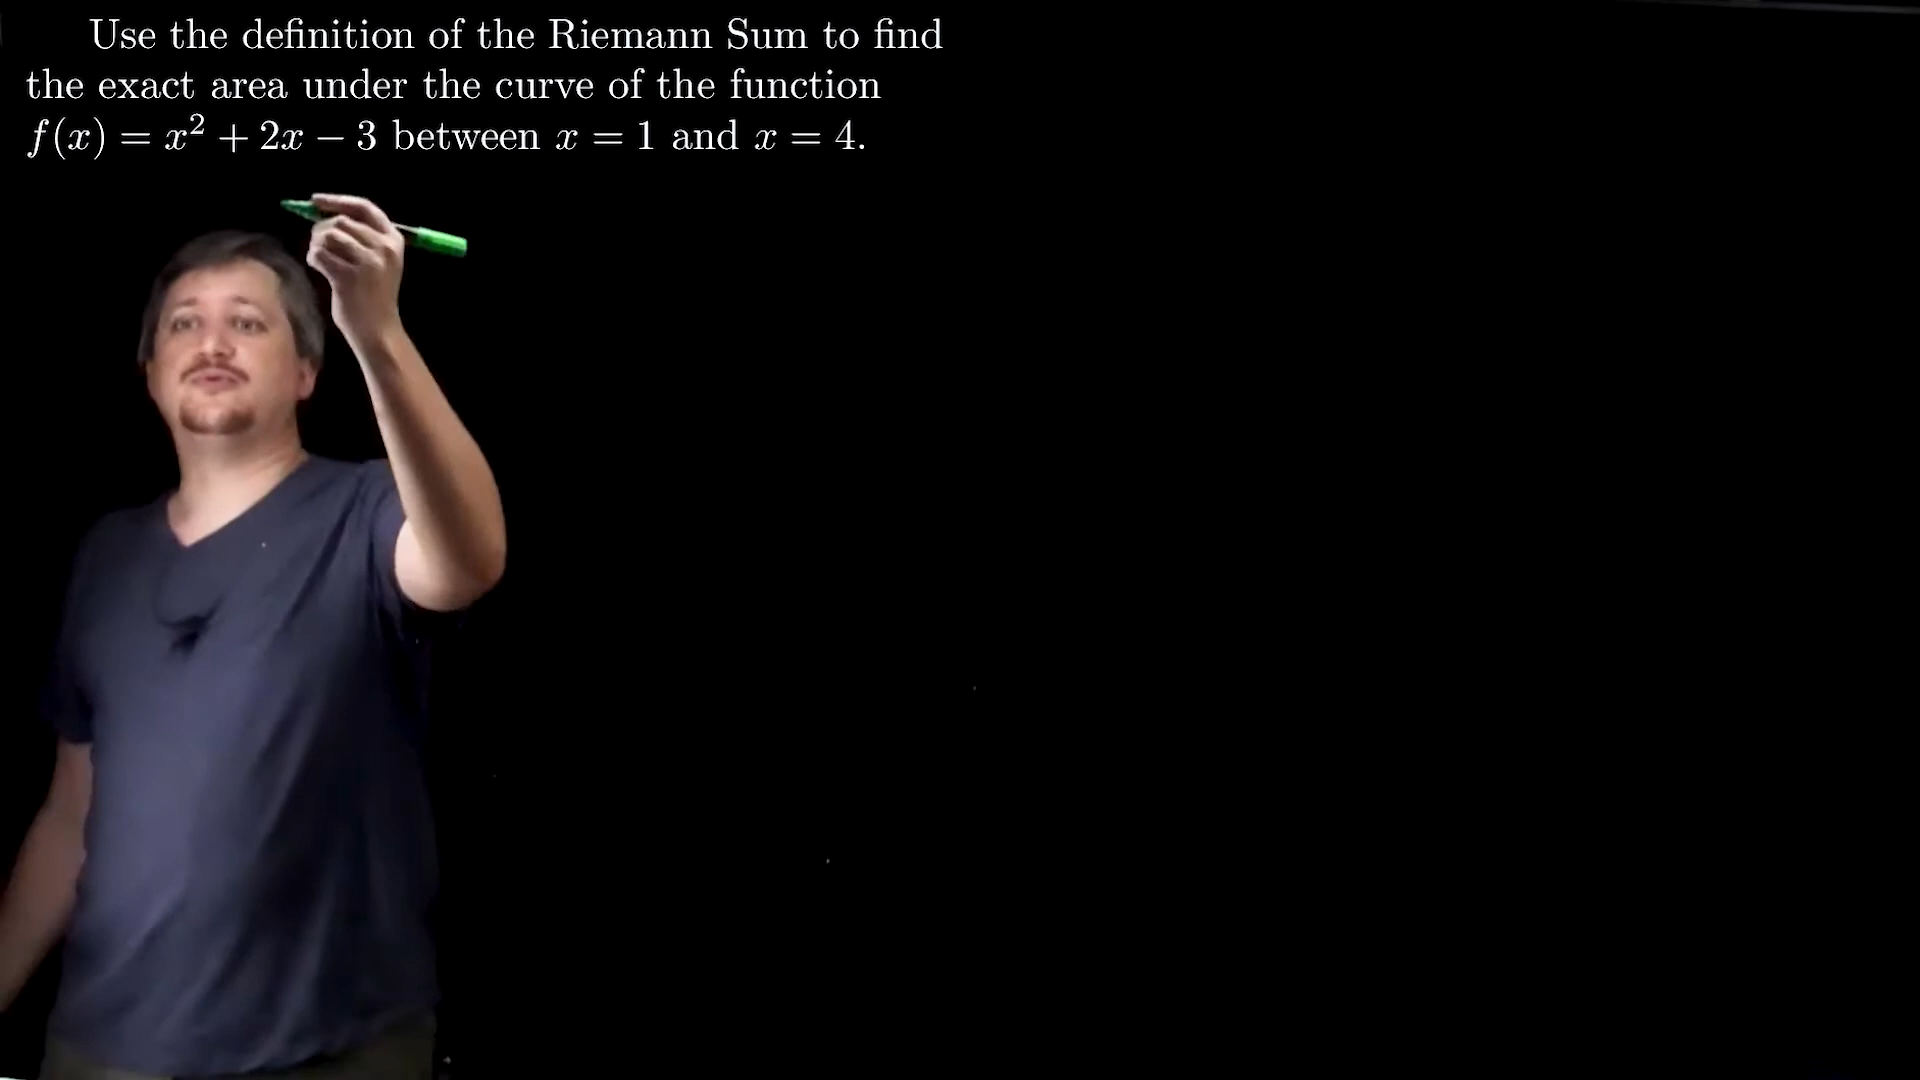 Use the definition of the Riemann Sum to find
the exact area under the curve of the function
f(x) = x² + 2x − 3 between x = 1 and x = 4.